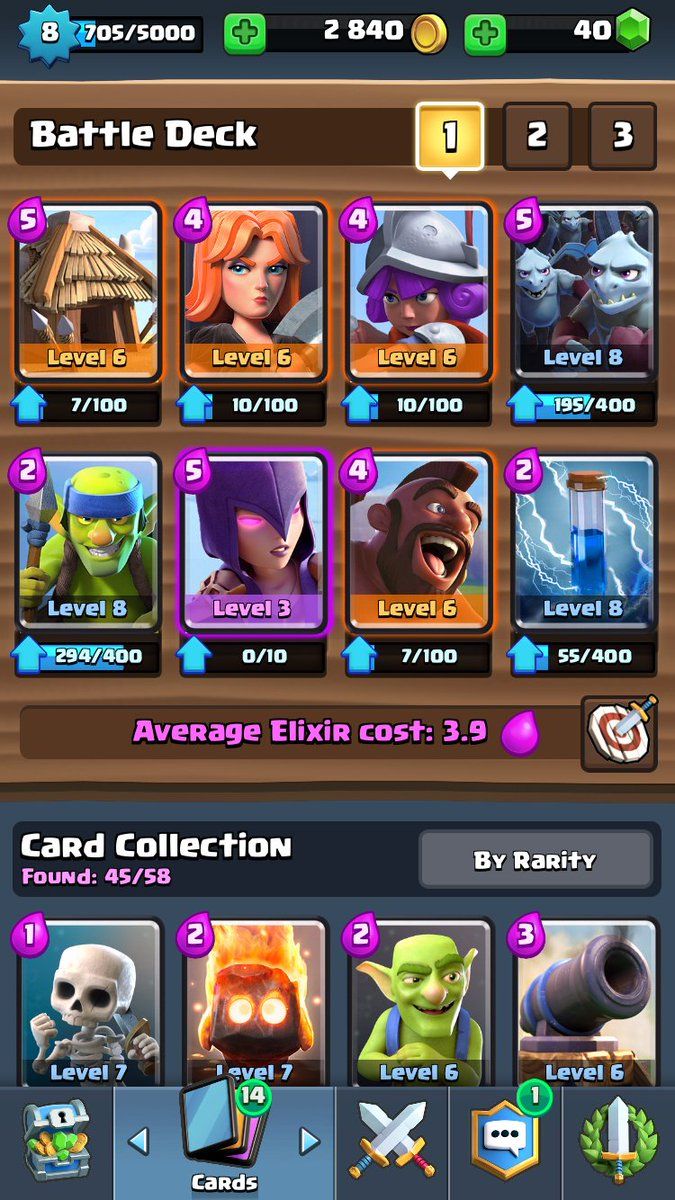 8 705/5000 2 840 40
Battle Deck 1 2 3
5 4 4 5
Level 6 Level 6 Level 6 Level 8
7/100 10/100 10/100 195/400
2 5 4 2
Level 8 Level 3 Level 6 Level 8
294/400 0/10 7/100 55/400
Average Elixir cost: 3.9
Card Collection
Found: 45/58
By Rarity
1 2 2 3
Level 7 Level 7 Level 6 Level 6
14 1
Cards